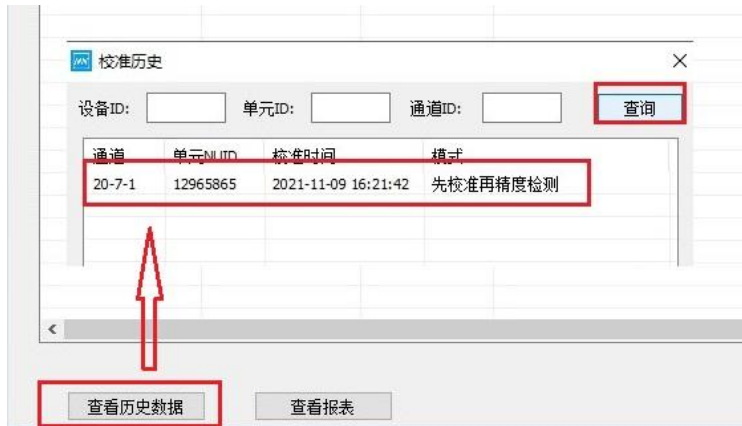 校准历史
设备ID: 单元ID: 通道ID: 查询
通道 单元NUID 校准时间 模式
20-7-1 12965865 2021-11-09 16:21:42 先校准再精度检测
查看历史数据 查看报表